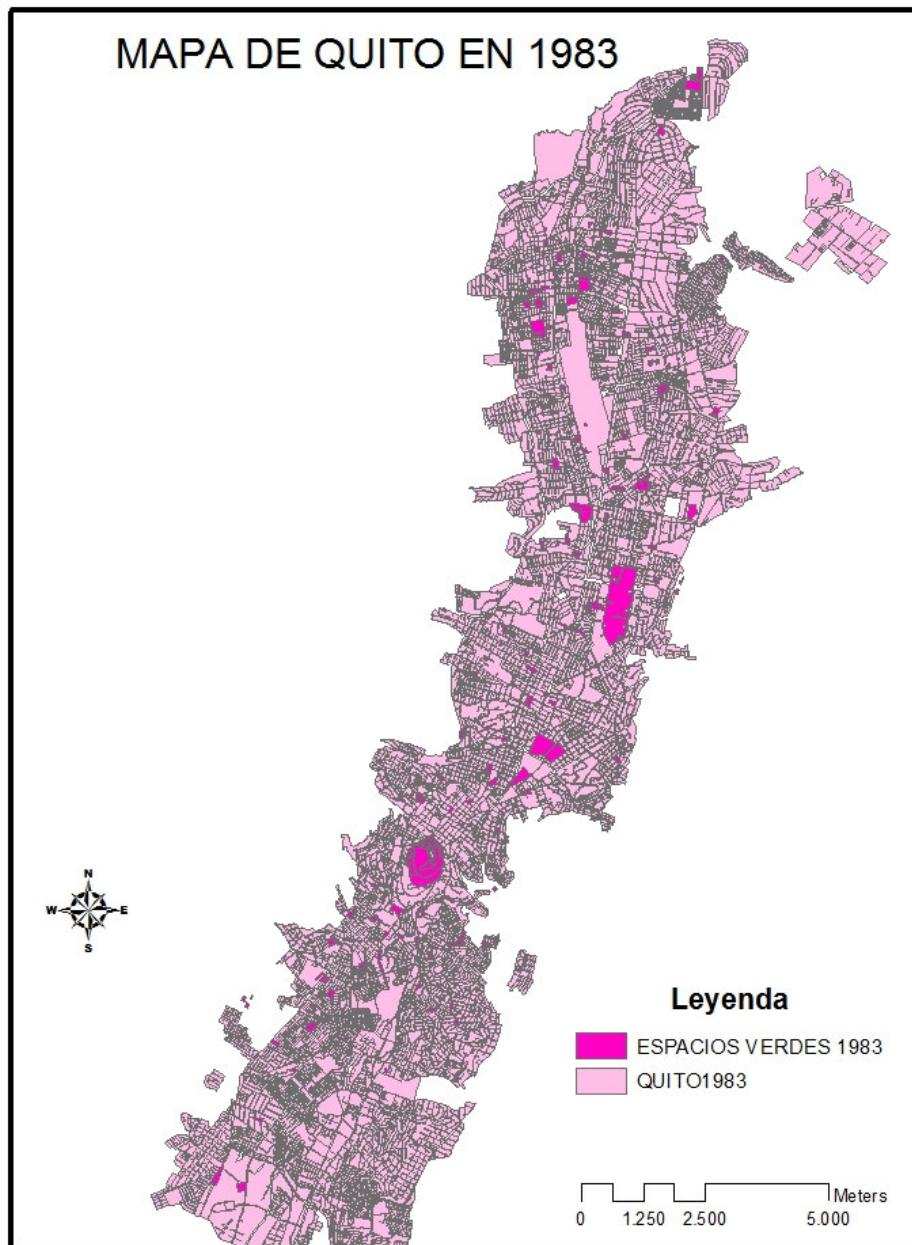 MAPA DE QUITO EN 1983
N
W E
S
Leyenda
ESPACIOS VERDES 1983
QUITO1983
Meters
0 1.250 2.500 5.000